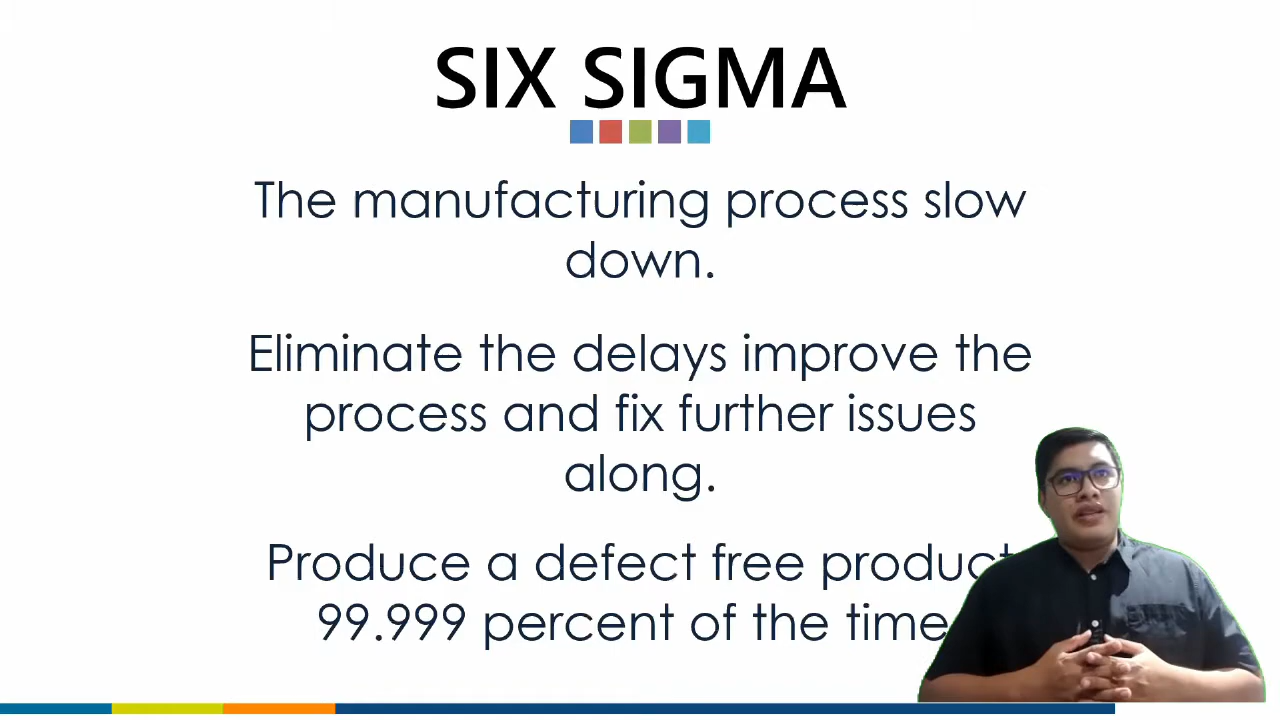 SIX SIGMA
The manufacturing process slow
down.
Eliminate the delays improve the
process and fix further issues
along.
Produce a defect free product
99.999 percent of the time